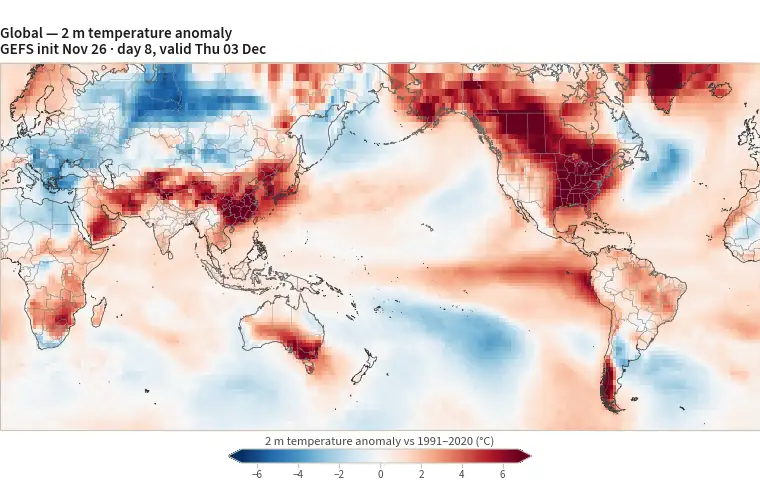 Global — 2 m temperature anomaly
GEFS init Nov 26 · day 8, valid Thu 03 Dec
2 m temperature anomaly vs 1991–2020 (°C)
−6 −4 −2 0 2 4 6